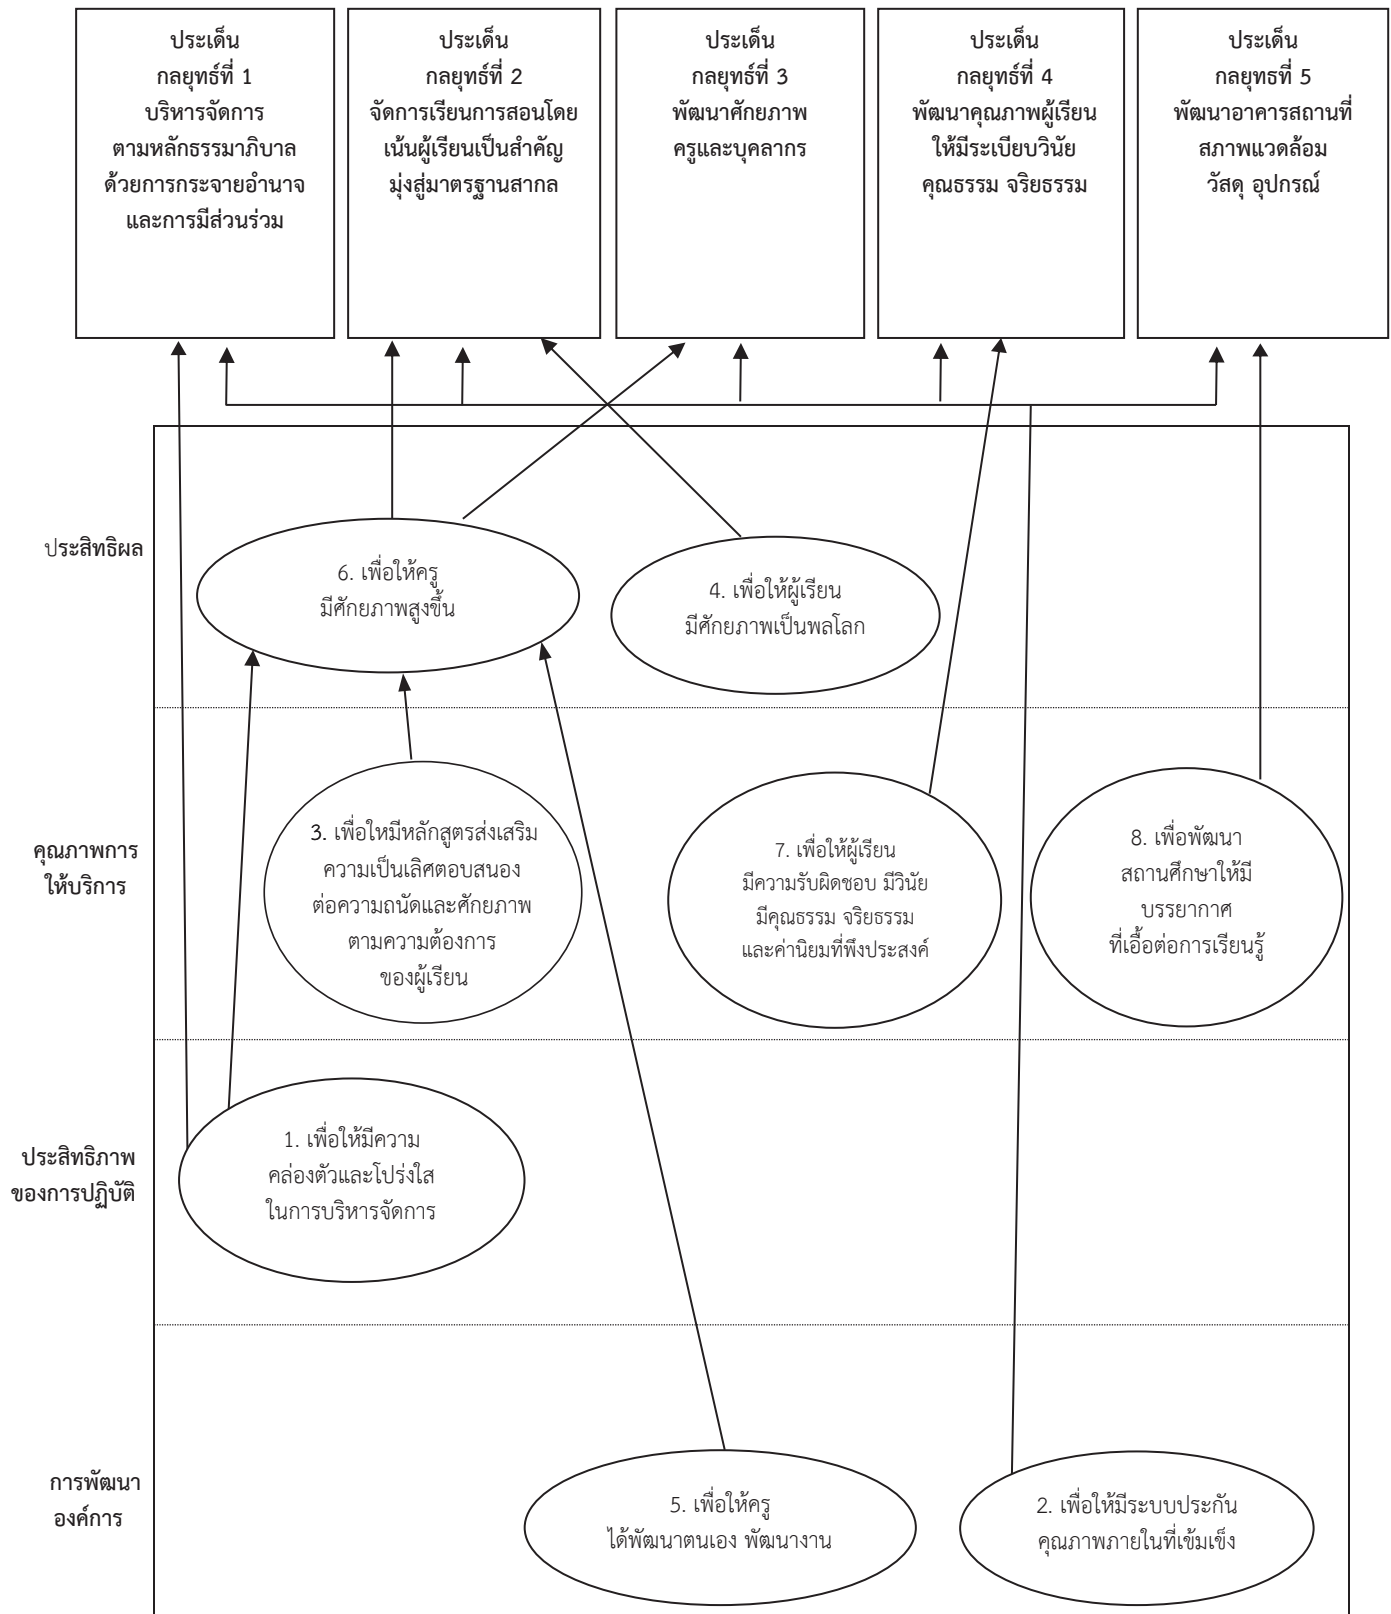 ประเด็น
กลยุทธ์ที่ 1
บริหารจัดการ
ตามหลักธรรมาภิบาล
ด้วยการกระจายอำนาจ
และการมีส่วนร่วม
ประเด็น
กลยุทธ์ที่ 2
จัดการเรียนการสอนโดย
เน้นผู้เรียนเป็นสำคัญ
มุ่งสู่มาตรฐานสากล
ประเด็น
กลยุทธ์ที่ 3
พัฒนาศักยภาพ
ครูและบุคลากร
ประเด็น
กลยุทธ์ที่ 4
พัฒนาคุณภาพผู้เรียน
ให้มีระเบียบวินัย
คุณธรรม จริยธรรม
ประเด็น
กลยุทธที่ 5
พัฒนาอาคารสถานที่
สภาพแวดล้อม
วัสดุ อุปกรณ์
ประสิทธิผล
6. เพื่อให้ครู
มีศักยภาพสูงขึ้น
4. เพื่อให้ผู้เรียน
มีศักยภาพเป็นพลโลก
คุณภาพการ
ให้บริการ
3. เพื่อใหมีหลักสูตรส่งเสริม
ความเป็นเลิศตอบสนอง
ต่อความถนัดและศักยภาพ
ตามความต้องการ
ของผู้เรียน
7. เพื่อให้ผู้เรียน
มีความรับผิดชอบ มีวินัย
มีคุณธรรม จริยธรรม
และค่านิยมที่พึงประสงค์
8. เพื่อพัฒนา
สถานศึกษาให้มี
บรรยากาศ
ที่เอื้อต่อการเรียนรู้
ประสิทธิภาพ
ของการปฏิบัติ
1. เพื่อให้มีความ
คล่องตัวและโปร่งใส
ในการบริหารจัดการ
การพัฒนา
องค์การ
5. เพื่อให้ครู
ได้พัฒนาตนเอง พัฒนางาน
2. เพื่อให้มีระบบประกัน
คุณภาพภายในที่เข้มแข็ง